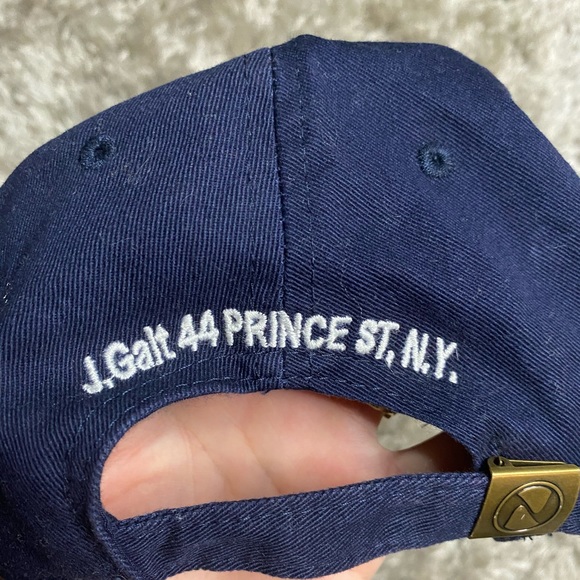 J.Galt 44 PRINCE ST, N.Y.